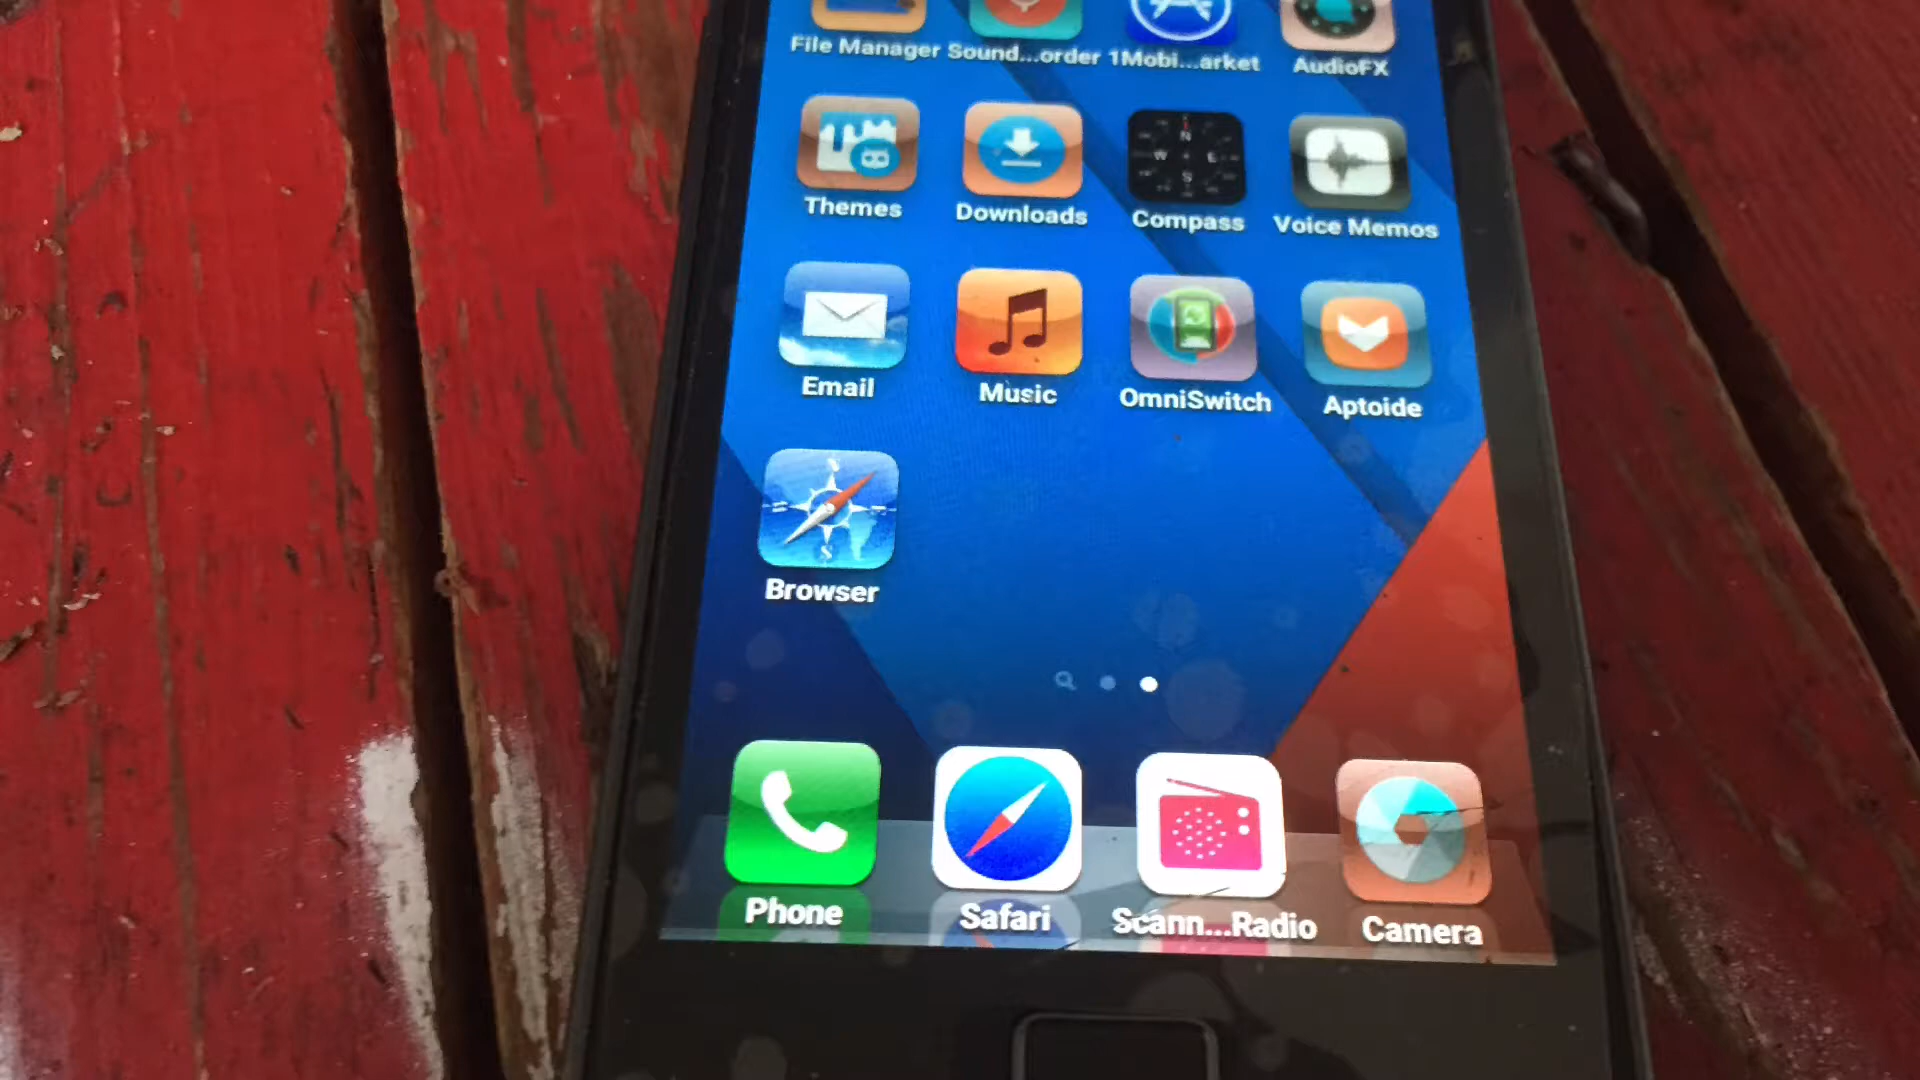 File Manager Sound...order 1Mobi...arket AudioFX
Themes Downloads Compass Voice Memos
Email Music OmniSwitch Aptoide
Browser
Phone Safari Scann...Radio Camera